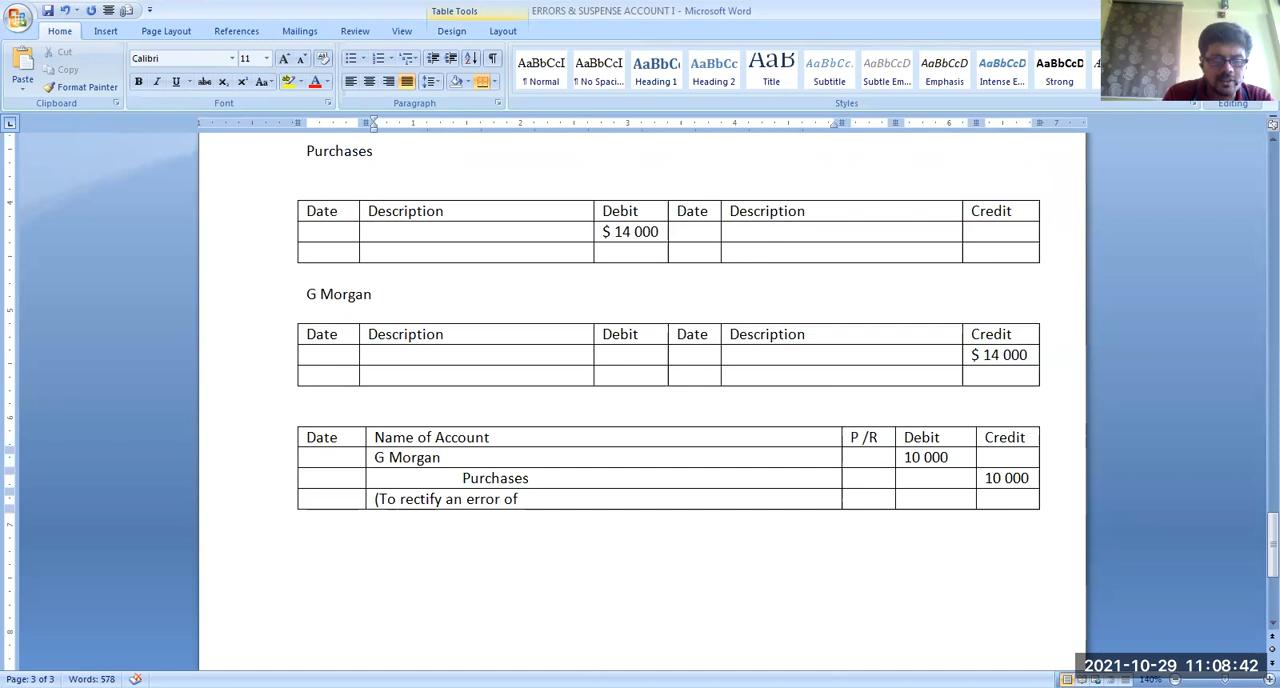 Table Tools
ERRORS & SUSPENSE ACCOUNT I - Microsoft Word
Home Insert Page Layout References Mailings Review View Design Layout
Cut
Copy
Format Painter
Paste
Clipboard
Calibri 11
Font
Paragraph
AaBbCcI AaBbCcI AaBbC AaBbCc AaB AaBbCc. AaBbCcD AaBbCcD AaBbCcD AaBbCcD
¶ Normal ¶ No Spaci... Heading 1 Heading 2 Title Subtitle Subtle Em... Emphasis Intense E... Strong
Styles
Editing
Purchases
Date Description Debit Date Description Credit
$ 14 000
G Morgan
Date Description Debit Date Description Credit
$ 14 000
Date Name of Account P /R Debit Credit
G Morgan 10 000
Purchases 10 000
(To rectify an error of
2021-10-29 11:08:42
Page: 3 of 3 Words: 578 140%